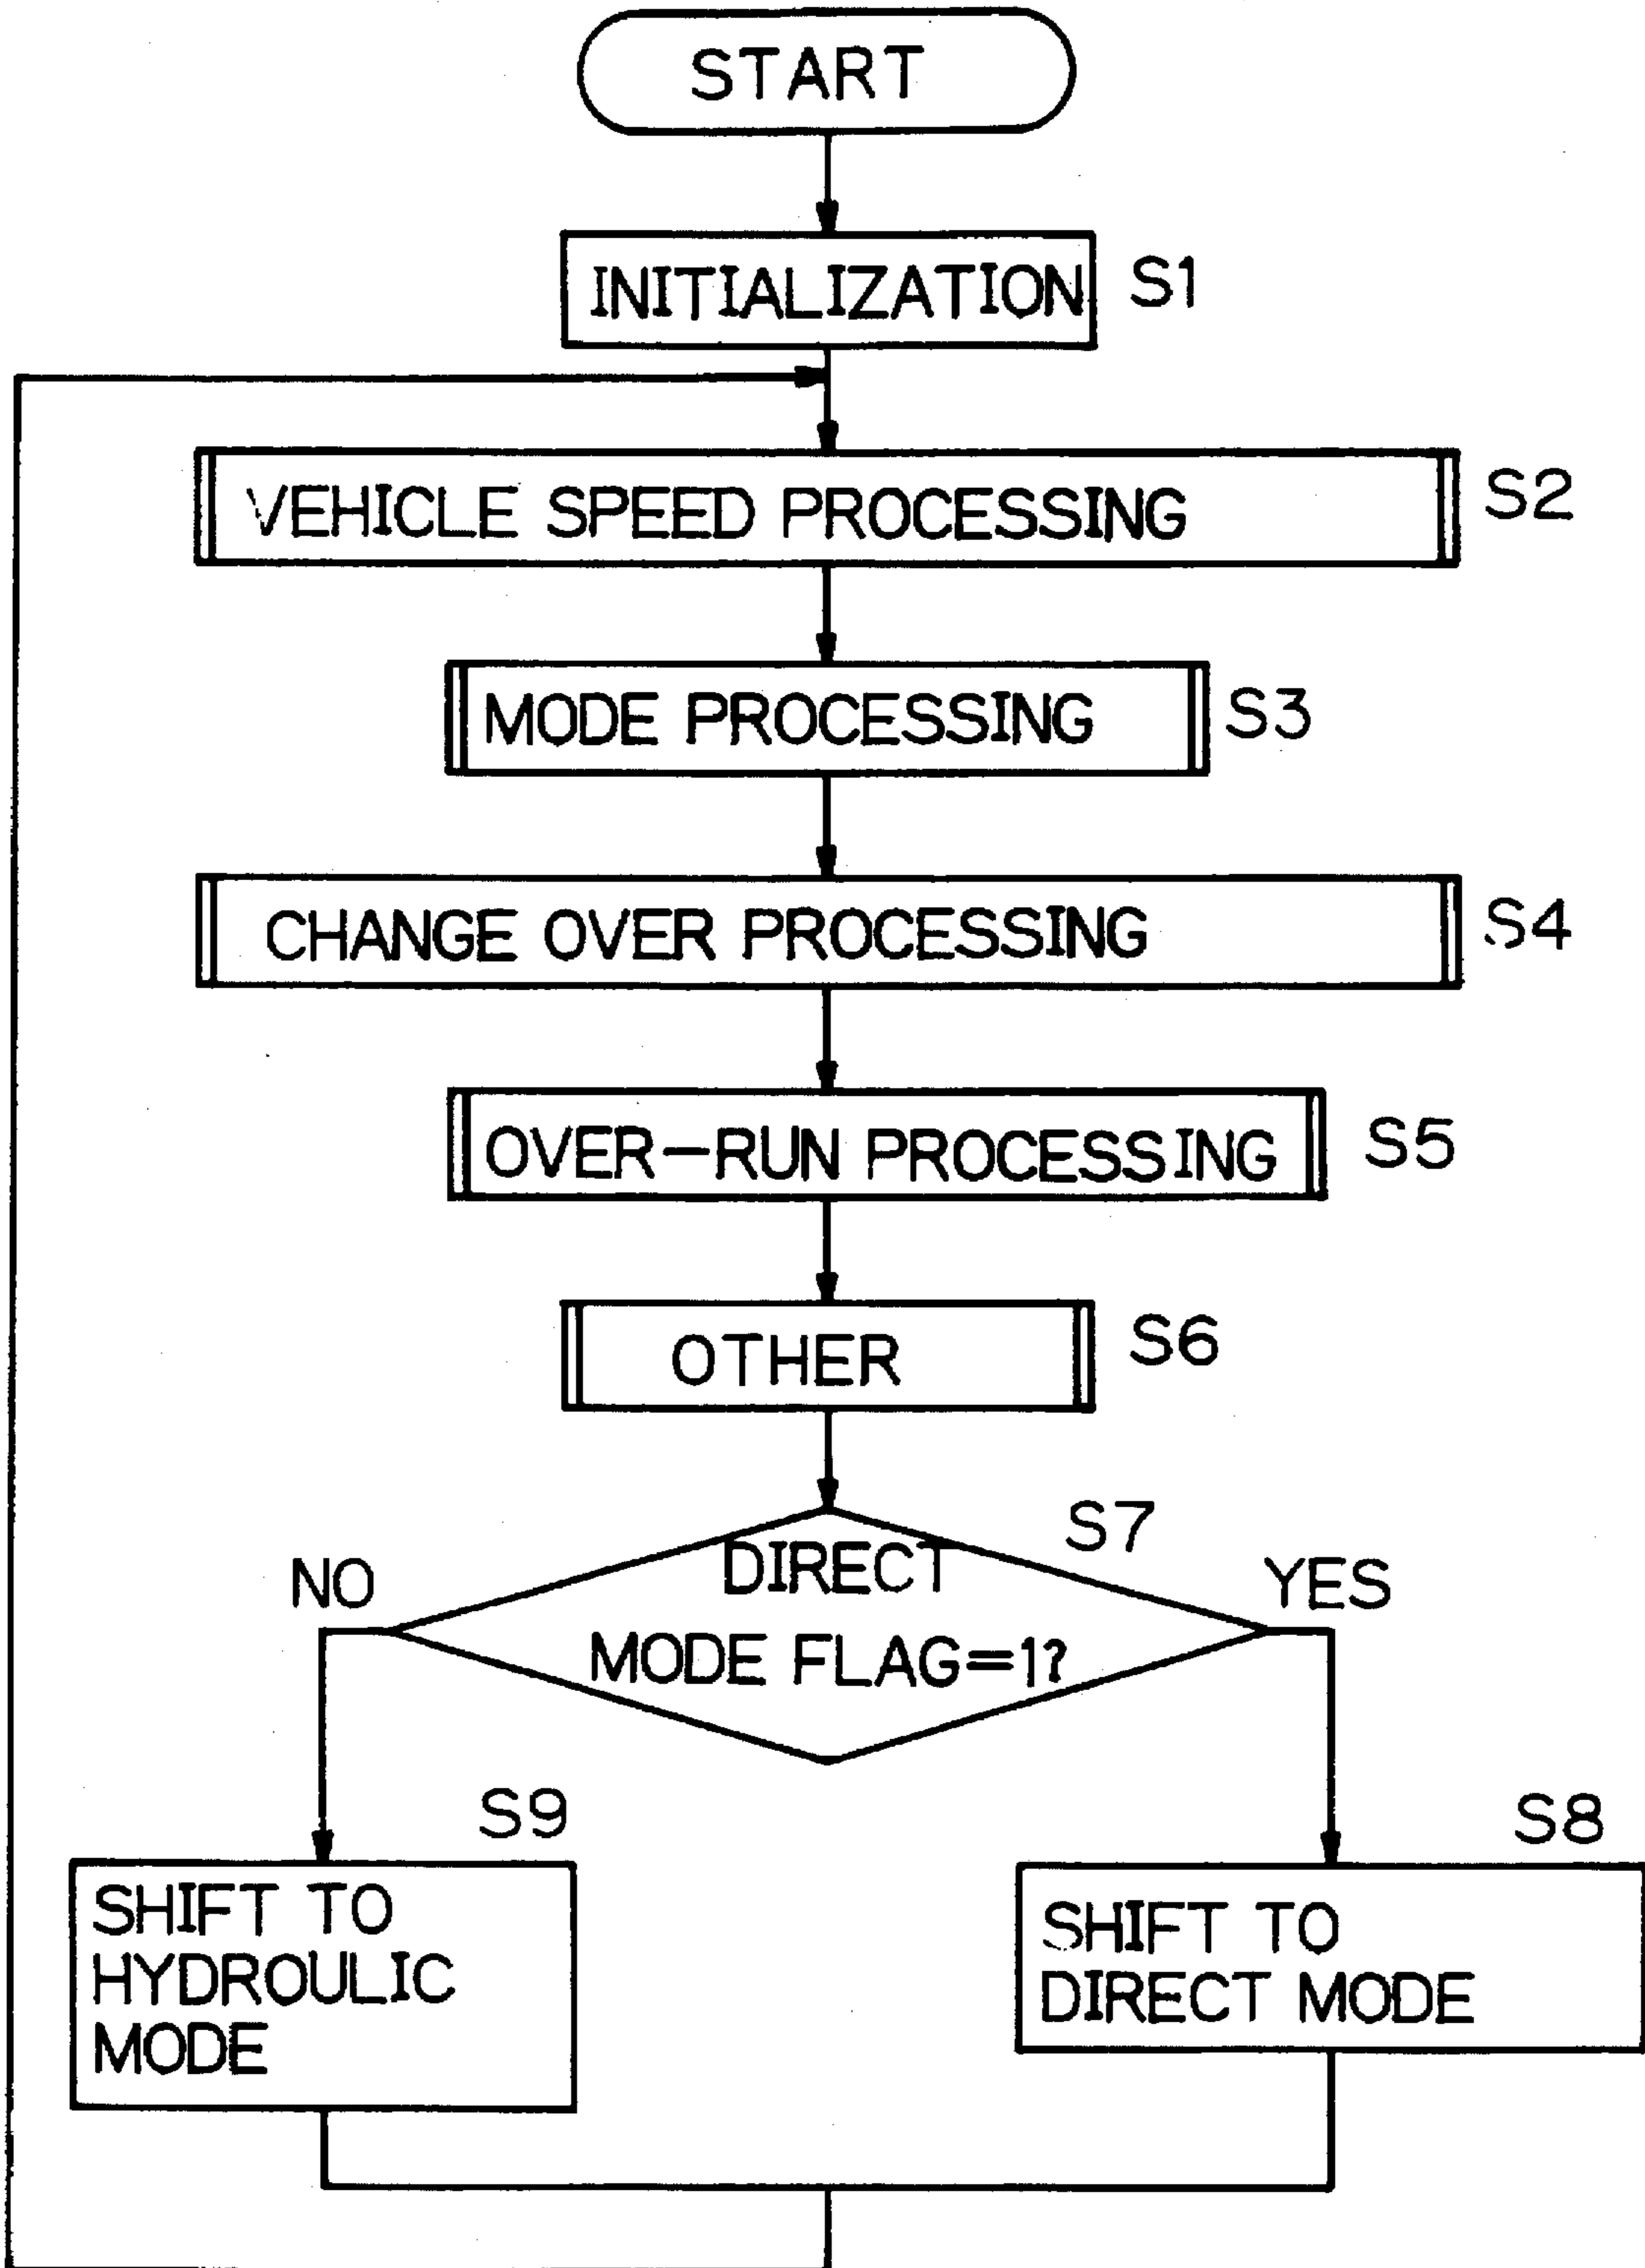 START
INITIALIZATION
S1
VEHICLE SPEED PROCESSING
S2
MODE PROCESSING
S3
CHANGE OVER PROCESSING
S4
OVER-RUN PROCESSING
S5
OTHER
S6
S7
DIRECT
MODE FLAG=1?
NO
YES
S9
SHIFT TO
HYDROULIC
MODE
S8
SHIFT TO
DIRECT MODE